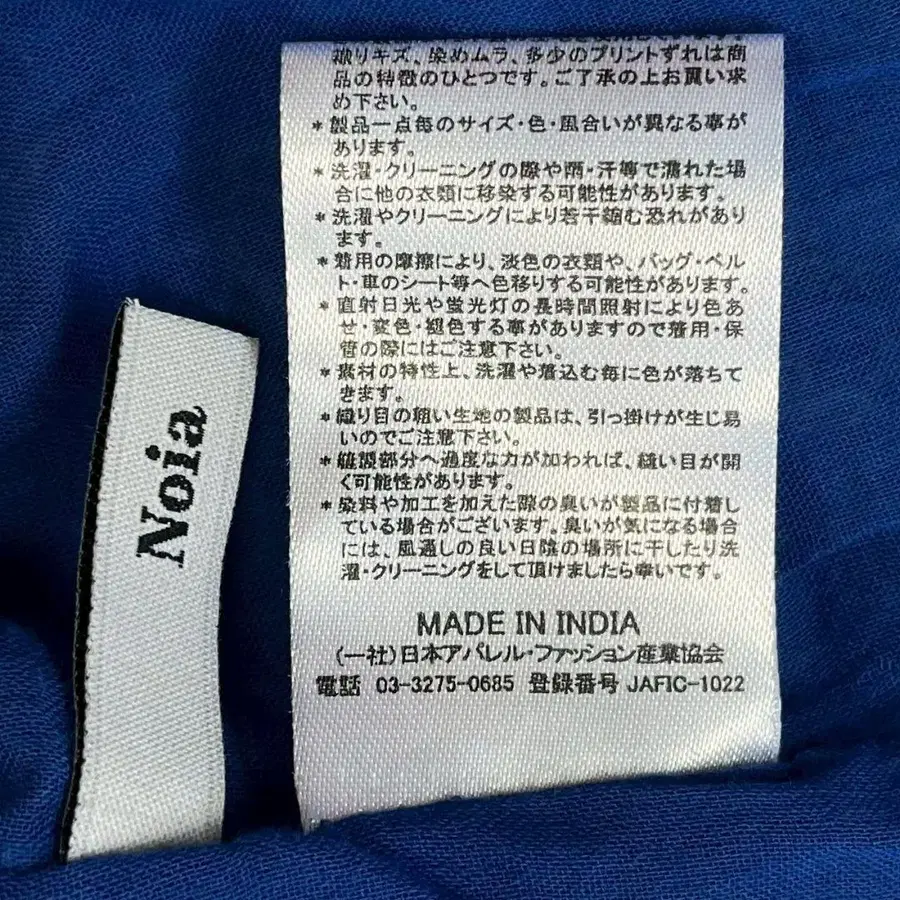 織りキズ、染めムラ、多少のプリントずれは商
品の特徴のひとつです。ご了承の上お買い求
め下さい。
*製品一点毎のサイズ・色・風合いが異なる事が
あります。
*洗濯・クリーニングの際や雨・汗等で濡れた場
合に他の衣類に移染する可能性があります。
*洗濯やクリーニングにより若干縮む恐れがあり
ます。
*着用の摩擦により、淡色の衣類や、バッグ・ベル
ト・車のシート等へ色移りする可能性があります。
*直射日光や蛍光灯の長時間照射により色あ
せ・変色・褪色する事がありますので着用・保
管の際にはご注意下さい。
*素材の特性上、洗濯や着込む毎に色が落ちて
きます。
*織り目の粗い生地の製品は、引っ掛けが生じ易
いのでご注意下さい。
*縫製部分へ過度な力が加われば、縫い目が開
く可能性があります。
*染料や加工を加えた際の臭いが製品に付着し
ている場合がございます。臭いが気になる場合
には、風通しの良い日陰の場所に干したり洗
濯・クリーニングをして頂けましたら幸いです。
MADE IN INDIA
(一社)日本アパレル・ファッション産業協会
電話 03-3275-0685 登録番号 JAFIC-1022
Noia